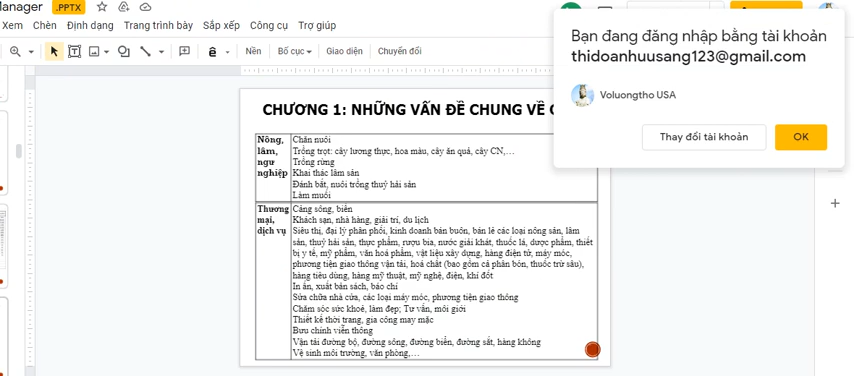 Manager .PPTX
Xem Chèn Định dạng Trang trình bày Sắp xếp Công cụ Trợ giúp
Nền Bố cục Giao diện Chuyển đổi
Bạn đang đăng nhập bằng tài khoản
thidoanhuusang123@gmail.com
Voluongtho USA
Thay đổi tài khoản OK
CHƯƠNG 1: NHỮNG VẤN ĐỀ CHUNG VỀ
Nông, lâm, ngư nghiệp
Chăn nuôi
Trồng trọt: cây lương thực, hoa màu, cây ăn quả, cây CN,…
Trồng rừng
Khai thác lâm sản
Đánh bắt, nuôi trồng thuỷ hải sản
Làm muối
Thương mại, dịch vụ
Cảng sông, biển
Khách sạn, nhà hàng, giải trí, du lịch
Siêu thị, đại lý phân phối, kinh doanh bán buôn, bán lẻ các loại nông sản, lâm
sản, thuỷ hải sản, thực phẩm, rượu bia, nước giải khát, thuốc lá, dược phẩm, thiết
bị y tế, mỹ phẩm, văn hoá phẩm, vật liệu xây dựng, hàng điện tử, máy móc,
phương tiện giao thông vận tải, hoá chất (bao gồm cả phân bón, thuốc trừ sâu),
hàng tiêu dùng, hàng mỹ thuật, mỹ nghệ, điện, khí đốt
In ấn, xuất bản sách, báo chí
Sửa chữa nhà cửa, các loại máy móc, phương tiện giao thông
Chăm sóc sức khoẻ, làm đẹp; Tư vấn, môi giới
Thiết kế thời trang, gia công may mặc
Bưu chính viễn thông
Vận tải đường bộ, đường sông, đường biển, đường sắt, hàng không
Vệ sinh môi trường, văn phòng,…